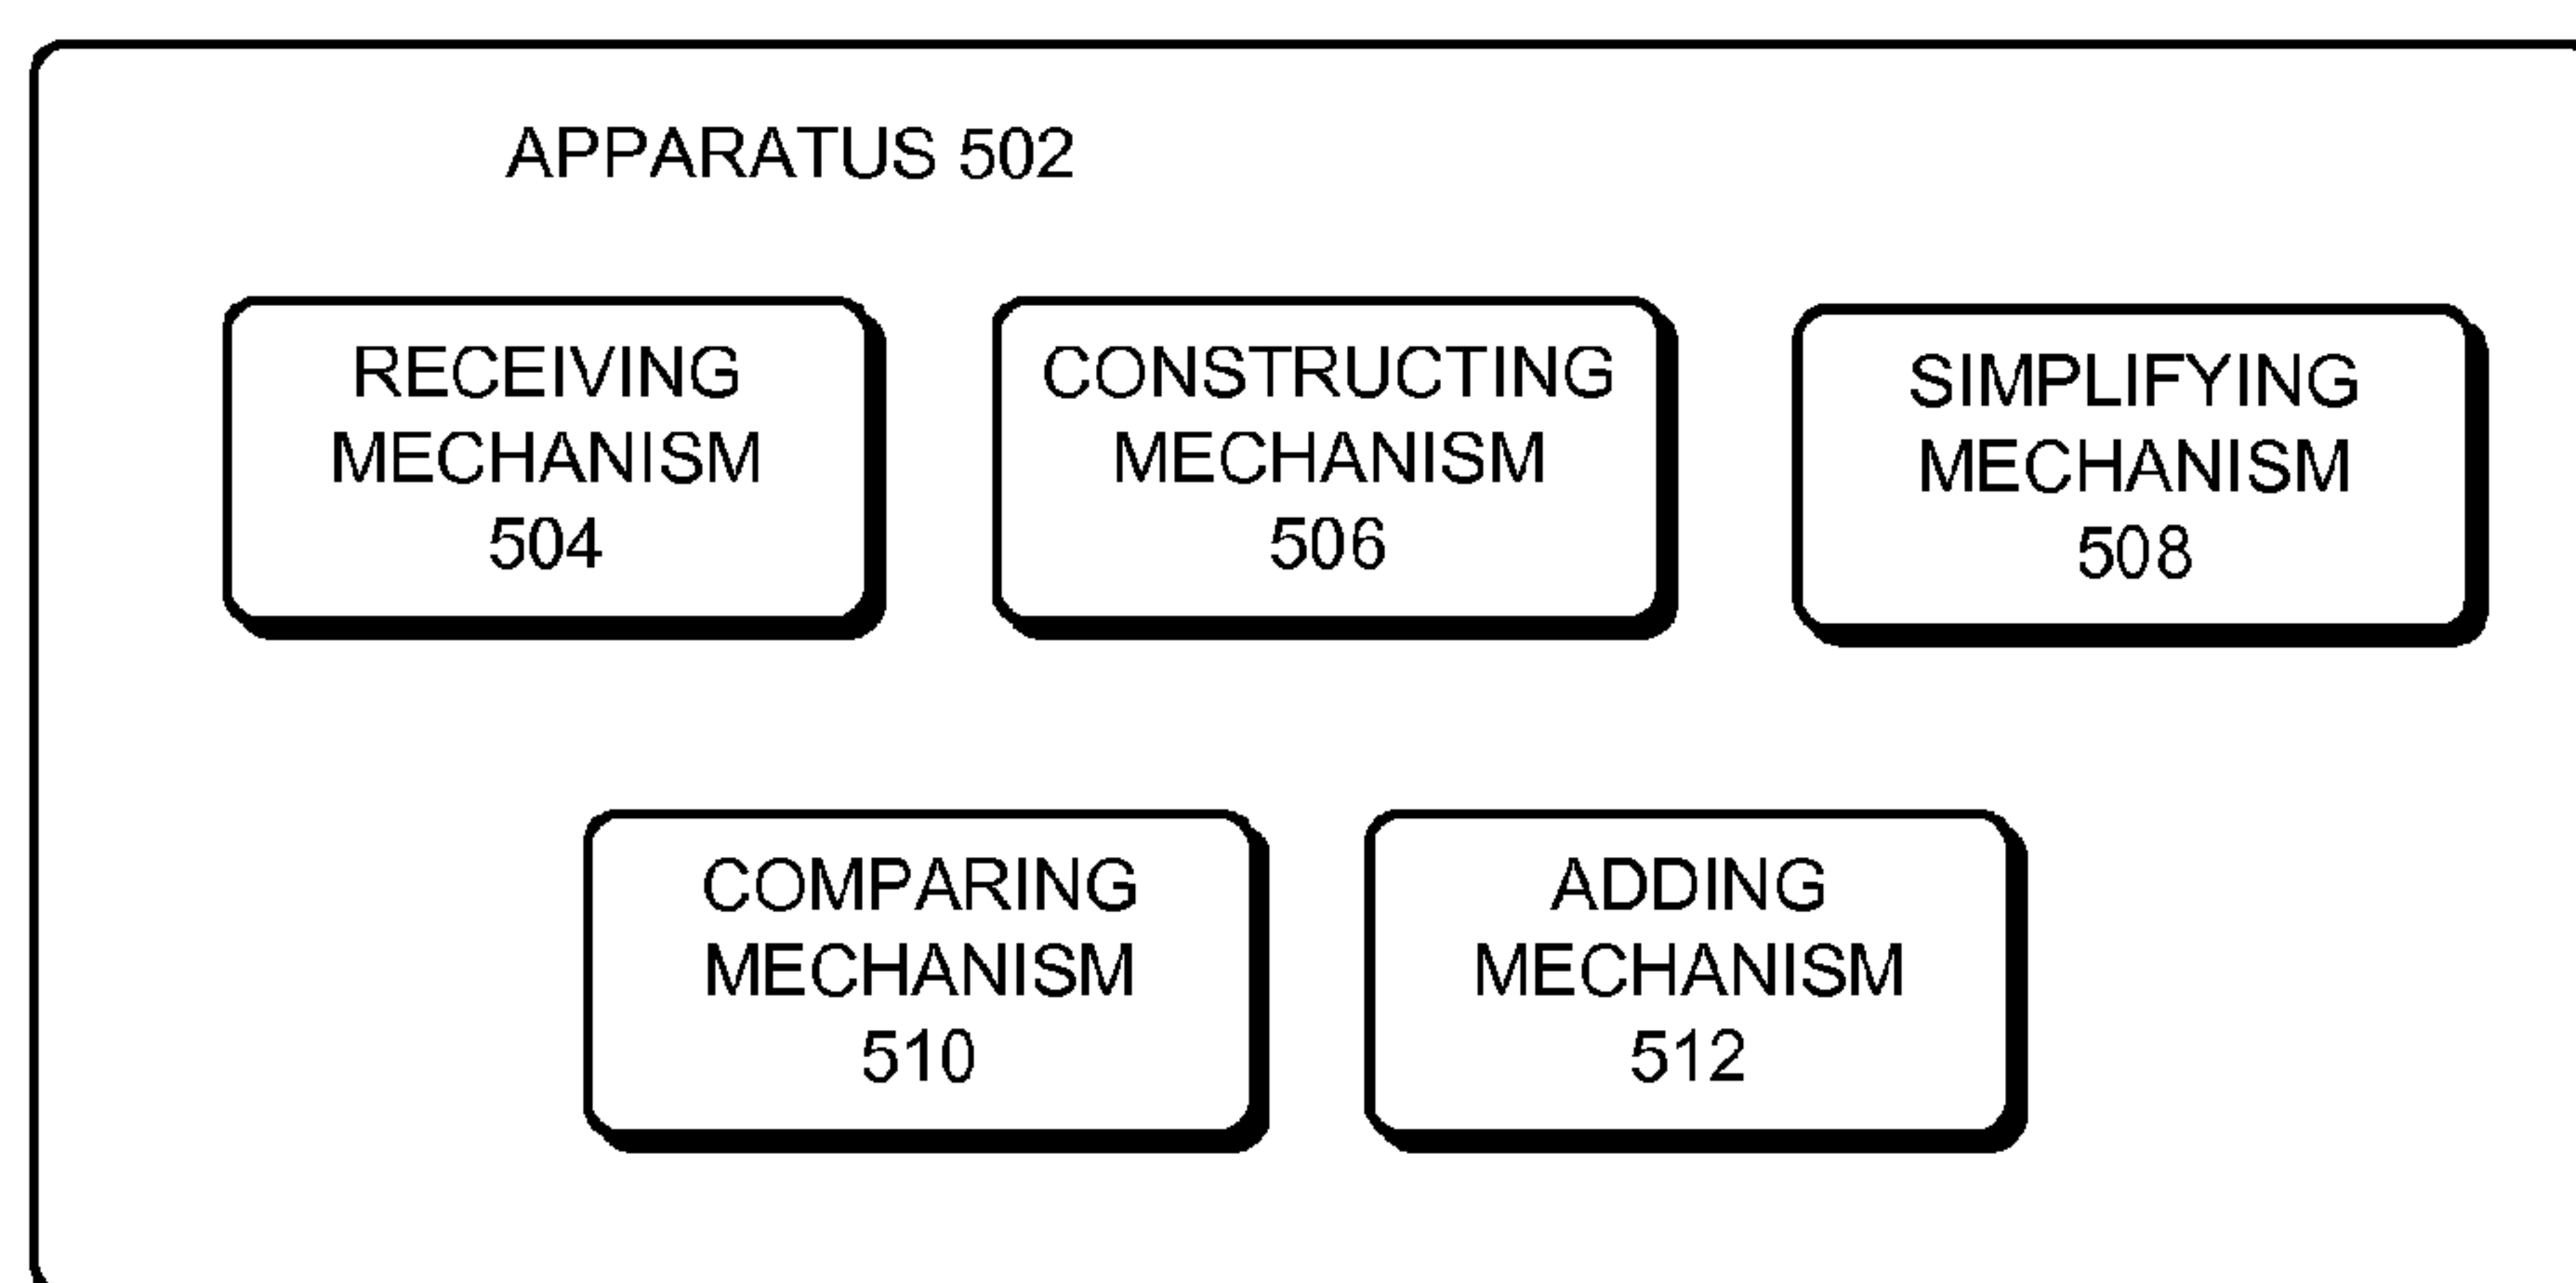 APPARATUS 502
RECEIVING
MECHANISM
504
CONSTRUCTING
MECHANISM
506
SIMPLIFYING
MECHANISM
508
COMPARING
MECHANISM
510
ADDING
MECHANISM
512